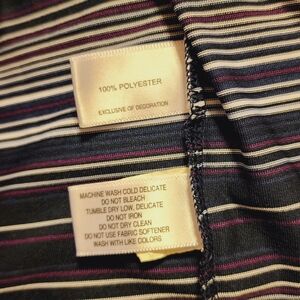 100% POLYESTER
EXCLUSIVE OF DECORATION
MACHINE WASH COLD DELICATE
DO NOT BLEACH
TUMBLE DRY LOW, DELICATE
DO NOT IRON
DO NOT DRY CLEAN
DO NOT USE FABRIC SOFTENER
WASH WITH LIKE COLORS